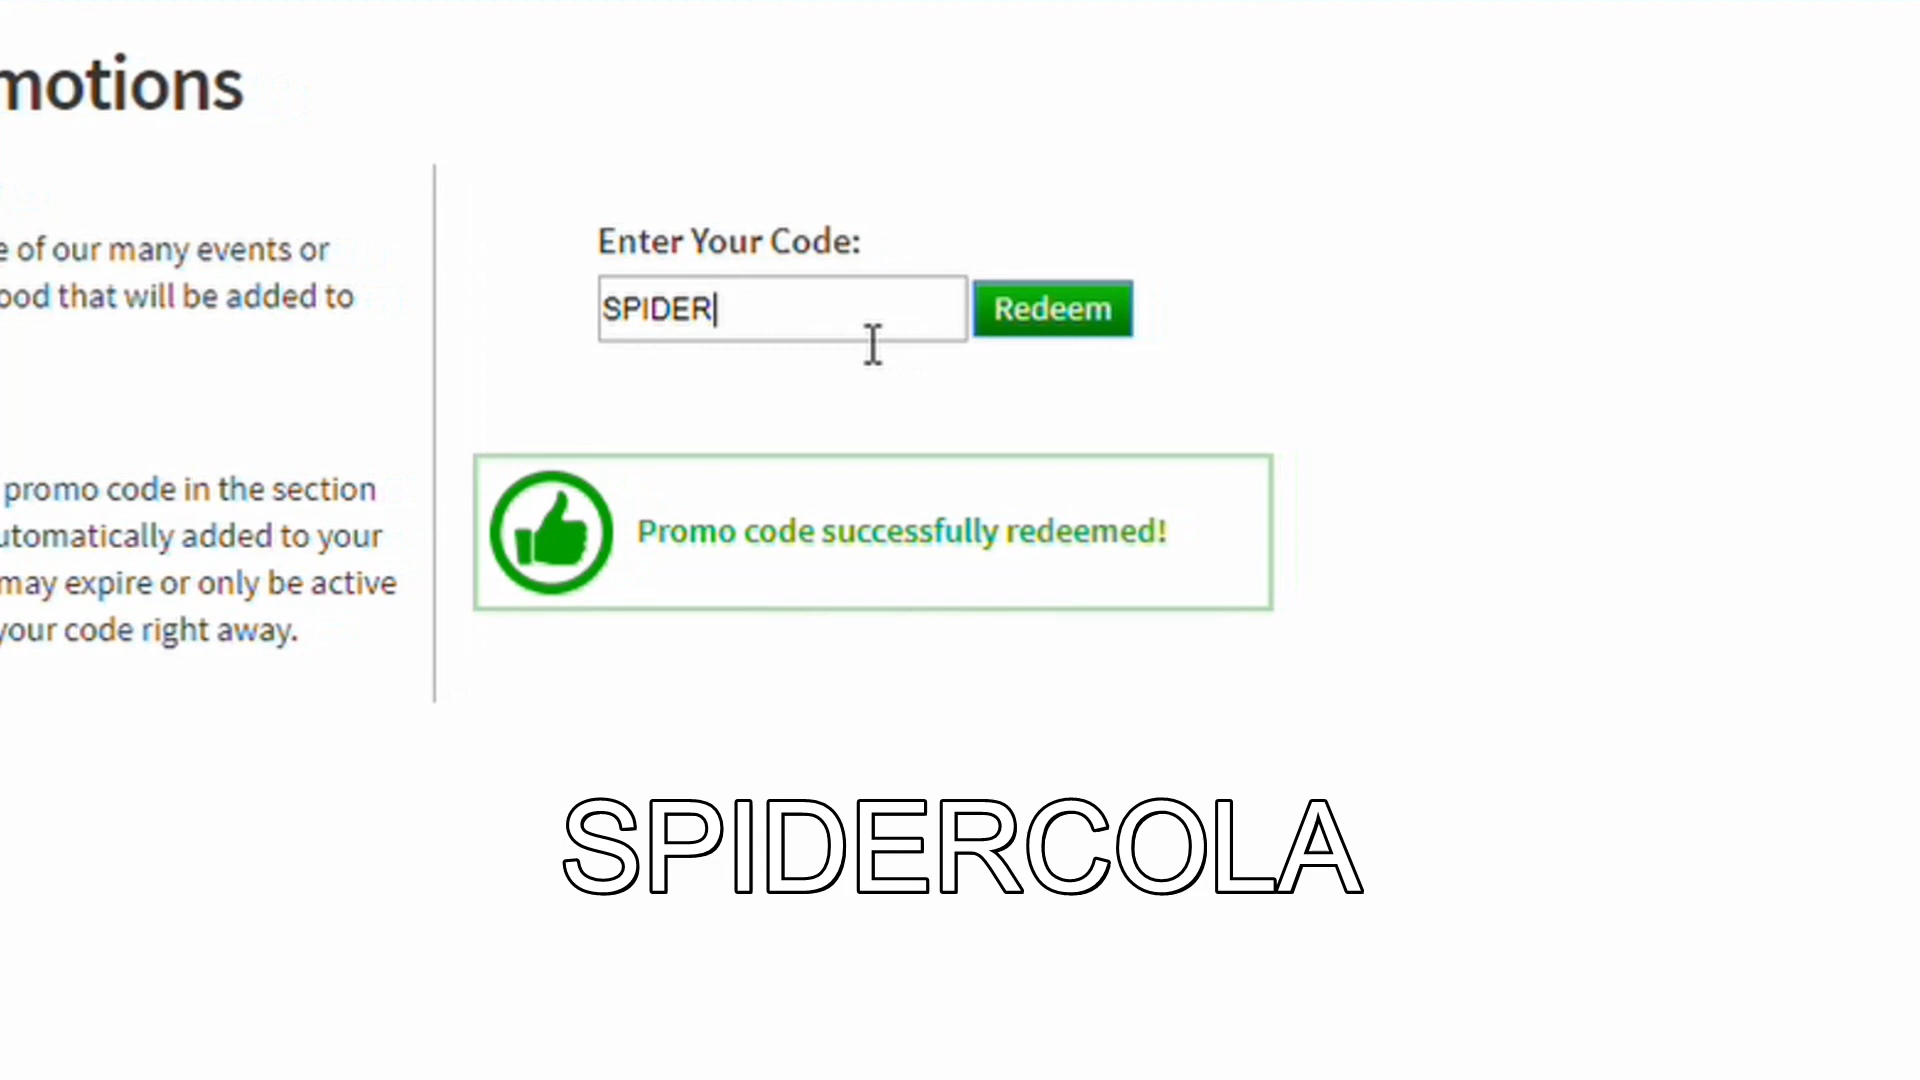 motions
e of our many events or
ood that will be added to
promo code in the section
utomatically added to your
may expire or only be active
your code right away.
Enter Your Code:
SPIDER
Redeem
Promo code successfully redeemed!
SPIDERCOLA